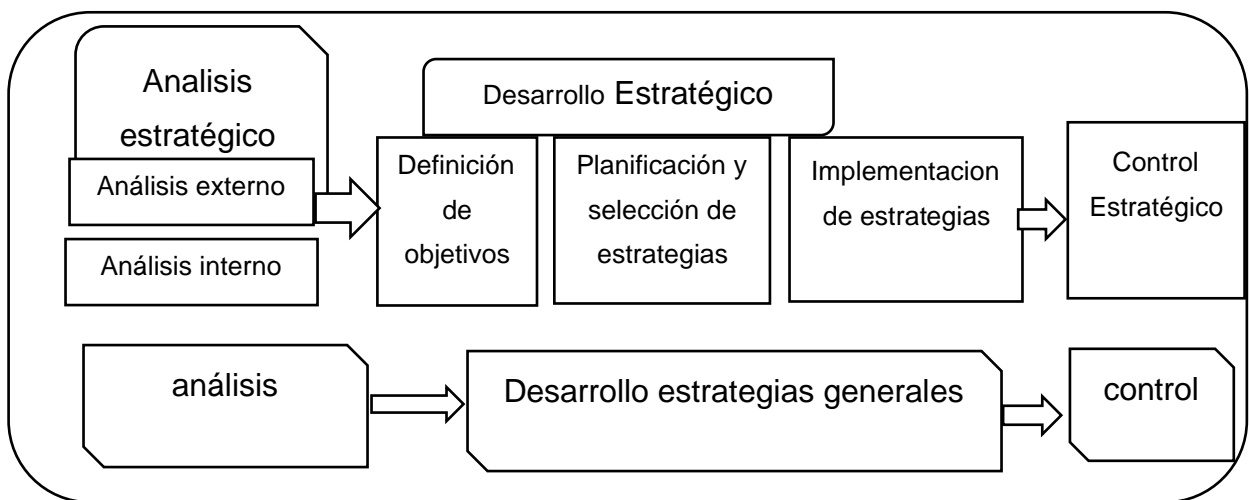 Analisis
estratégico
Análisis externo
Análisis interno
Desarrollo Estratégico
Definición
de
objetivos
Planificación y
selección de
estrategias
Implementacion
de estrategias
Control
Estratégico
análisis
Desarrollo estrategias generales
control